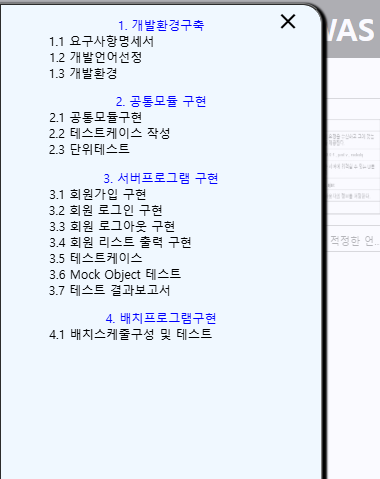 1. 개발환경구축
1.1 요구사항명세서
1.2 개발언어선정
1.3 개발환경
2. 공통모듈 구현
2.1 공통모듈구현
2.2 테스트케이스 작성
2.3 단위테스트
3. 서버프로그램 구현
3.1 회원가입 구현
3.2 회원 로그인 구현
3.3 회원 로그아웃 구현
3.4 회원 리스트 출력 구현
3.5 테스트케이스
3.6 Mock Object 테스트
3.7 테스트 결과보고서
4. 배치프로그램구현
4.1 배치스케줄구성 및 테스트
WAS
적정한 언...